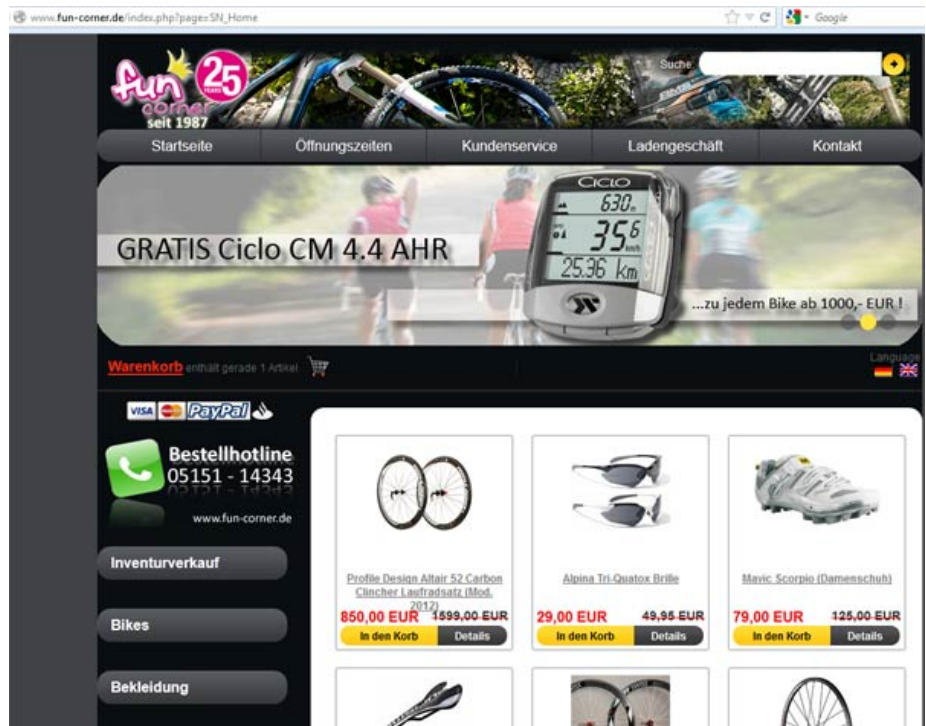 www.fun-corner.de/index.php?page=SN_Home
Google
fun 25 YEARS
corner
seit 1987
Suche:
Startseite Öffnungszeiten Kundenservice Ladengeschäft Kontakt
CICLO
630m
35,6 km/h
25.36 km
GRATIS Ciclo CM 4.4 AHR
...zu jedem Bike ab 1000,- EUR !
Warenkorb enthält gerade 1 Artikel
Language
VISA PayPal
Bestellhotline
05151 - 14343
www.fun-corner.de
Inventurverkauf
Bikes
Bekleidung
Profile Design Altair 52 Carbon
Clincher Laufradsatz (Mod.
2012)
850,00 EUR 1599,00 EUR
In den Korb Details
Alpina Tri-Quatox Brille
29,00 EUR 49,95 EUR
In den Korb Details
Mavic Scorpio (Damenschuh)
79,00 EUR 125,00 EUR
In den Korb Details